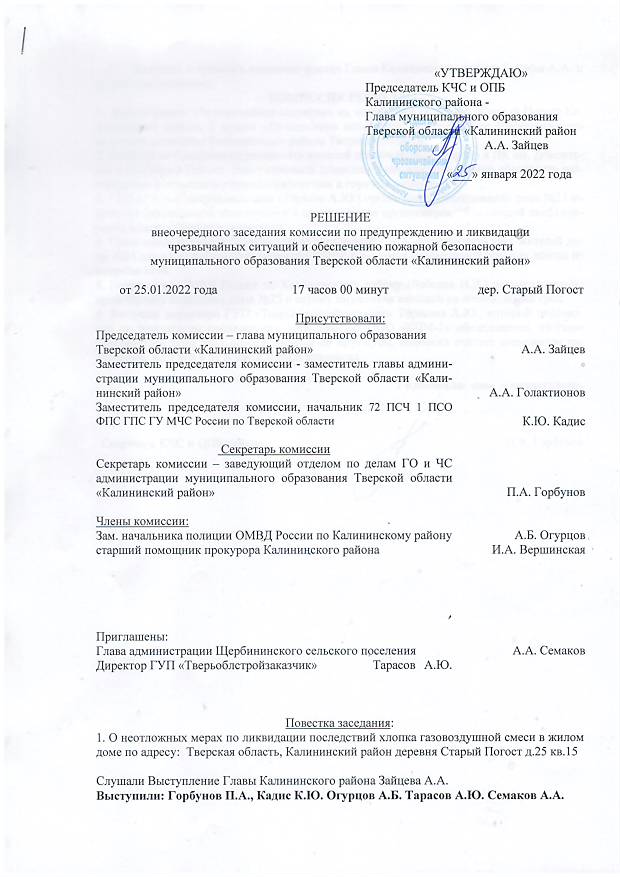 «УТВЕРЖДАЮ»
Председатель КЧС и ОПБ
Калининского района -
Глава муниципального образования
Тверской области «Калининский район
А.А. Зайцев
«25» января 2022 года
РЕШЕНИЕ
внеочередного заседания комиссии по предупреждению и ликвидации
чрезвычайных ситуаций и обеспечению пожарной безопасности
муниципального образования Тверской области «Калининский район»
от 25.01.2022 года 17 часов 00 минут дер. Старый Погост
Присутствовали:
Председатель комиссии – глава муниципального образования
Тверской области «Калининский район» А.А. Зайцев
Заместитель председателя комиссии - заместитель главы админи-
страции муниципального образования Тверской области «Кали-
нинский район» А.А. Голактионов
Заместитель председателя комиссии, начальник 72 ПСЧ 1 ПСО
ФПС ГПС ГУ МЧС России по Тверской области К.Ю. Кадис
Секретарь комиссии
Секретарь комиссии – заведующий отделом по делам ГО и ЧС
администрации муниципального образования Тверской области
«Калининский район» П.А. Горбунов
Члены комиссии:
Зам. начальника полиции ОМВД России по Калининскому району А.Б. Огурцов
старший помощник прокурора Калининского района И.А. Вершинская
Приглашены:
Глава администрации Щербининского сельского поселения А.А. Семаков
Директор ГУП «Тверьоблстройзаказчик» Тарасов А.Ю.
Повестка заседания:
1. О неотложных мерах по ликвидации последствий хлопка газовоздушной смеси в жилом
доме по адресу: Тверская область, Калининский район деревня Старый Погост д.25 кв.15
Слушали Выступление Главы Калининского района Зайцева А.А.
Выступили: Горбунов П.А., Кадис К.Ю. Огурцов А.Б. Тарасов А.Ю. Семаков А.А.